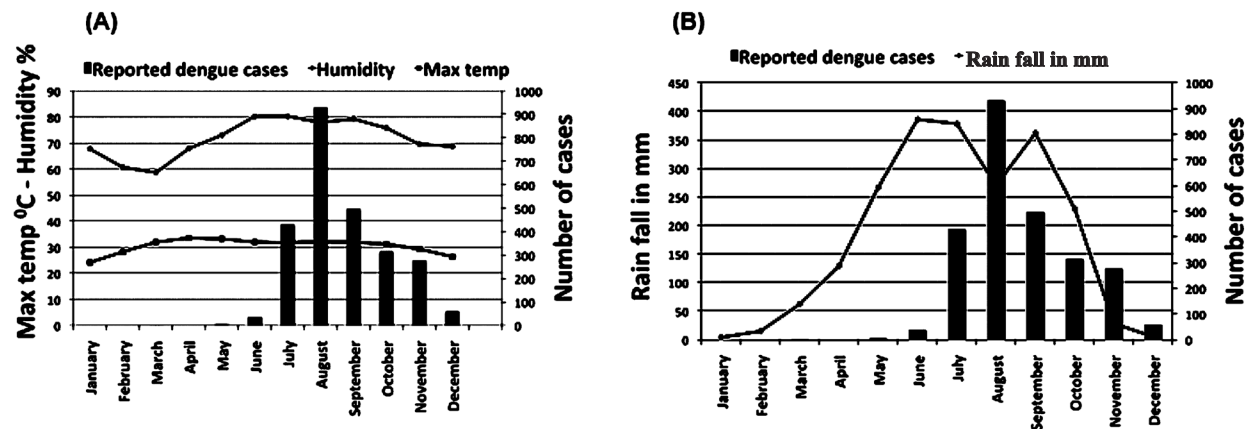 (A)
Reported dengue cases Humidity Max temp
Max temp ⁰C - Humidity %
90
80
70
60
50
40
30
20
10
0
1000
900
800
700
600
500
400
300
200
100
0
Number of cases
January
February
March
April
May
June
July
August
September
October
November
December
(B)
Reported dengue cases Rain fall in mm
Rain fall in mm
450
400
350
300
250
200
150
100
50
0
1000
900
800
700
600
500
400
300
200
100
0
Number of cases
January
February
March
April
May
June
July
August
September
October
November
December